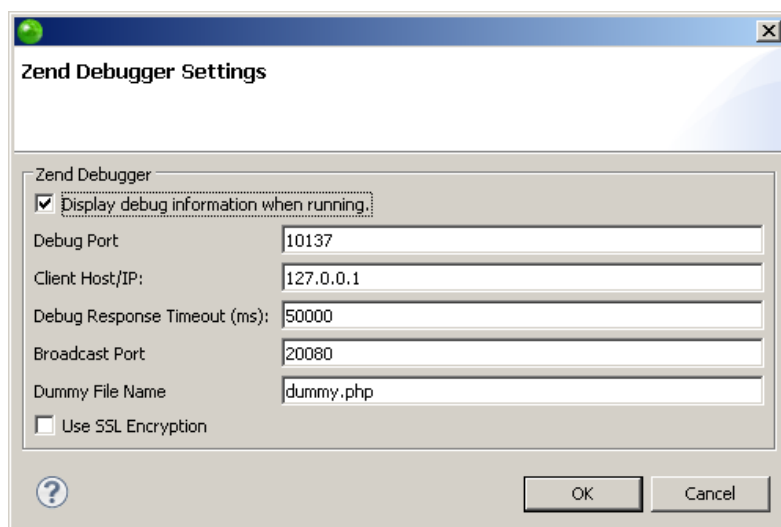 Zend Debugger Settings
Zend Debugger
Display debug information when running.
Debug Port 10137
Client Host/IP: 127.0.0.1
Debug Response Timeout (ms): 50000
Broadcast Port 20080
Dummy File Name dummy.php
Use SSL Encryption
? OK Cancel